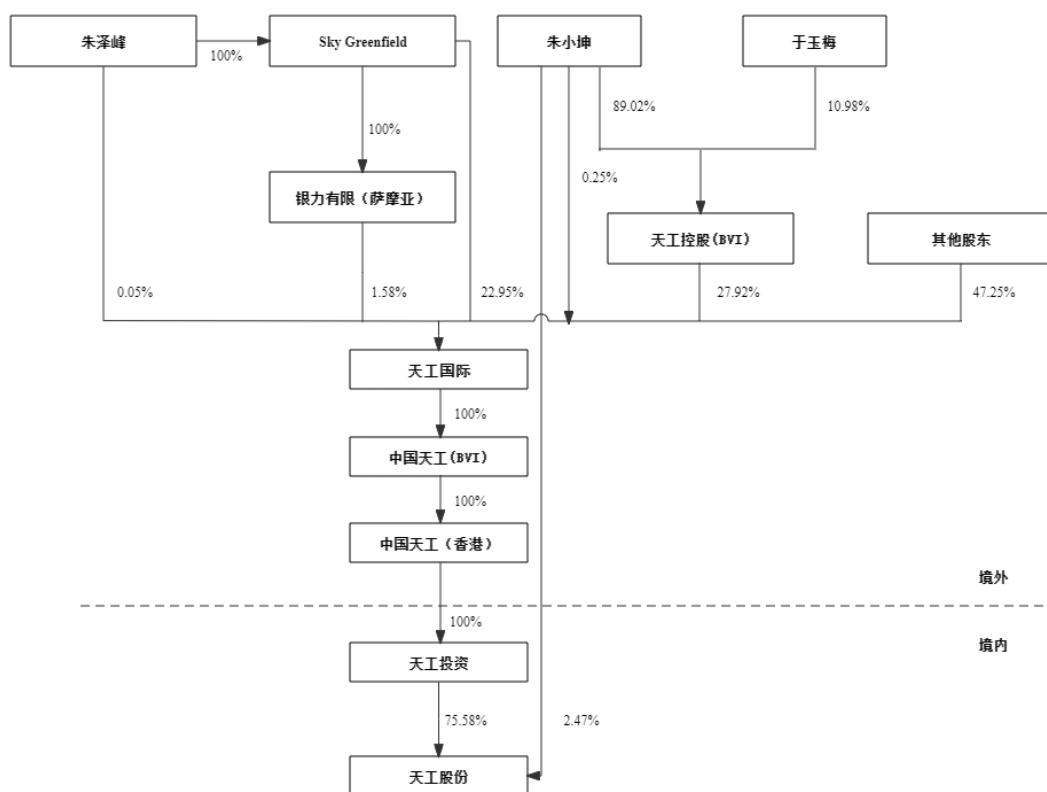 朱泽峰
100%
Sky Greenfield
朱小坤
于玉梅
100%
89.02%
10.98%
银力有限（萨摩亚）
0.25%
天工控股(BVI)
其他股东
0.05%
1.58%
22.95%
27.92%
47.25%
天工国际
100%
中国天工(BVI)
100%
中国天工（香港）
境外
100%
境内
天工投资
75.58%
2.47%
天工股份